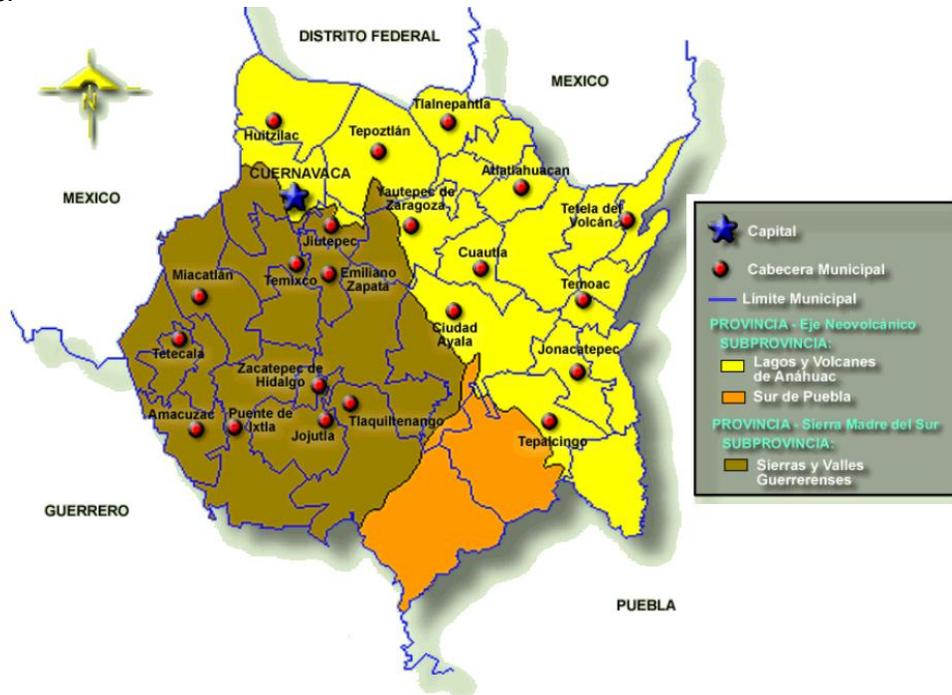 DISTRITO FEDERAL
MEXICO
N
Tlalnepantla
Huitzilac
Tepoztlán
CUERNAVACA
Atlatlahuacan
MEXICO
Yautepec de
Zaragoza
Tetela del
Volcán
Jiutepec
Cuautla
Temixco
Emiliano
Zapata
Miacatlán
Temoac
Ciudad
Ayala
Tetecala
Jonacatepec
Zacatepec de
Hidalgo
Amacuzac
Puente de
Ixtla
Jojutla
Tlaquiltenango
Tepalcingo
GUERRERO
PUEBLA
Capital
Cabecera Municipal
Límite Municipal
PROVINCIA - Eje Neovolcánico
SUBPROVINCIA:
Lagos y Volcanes
de Anáhuac
Sur de Puebla
PROVINCIA - Sierra Madre del Sur
SUBPROVINCIA:
Sierras y Valles
Guerrerenses